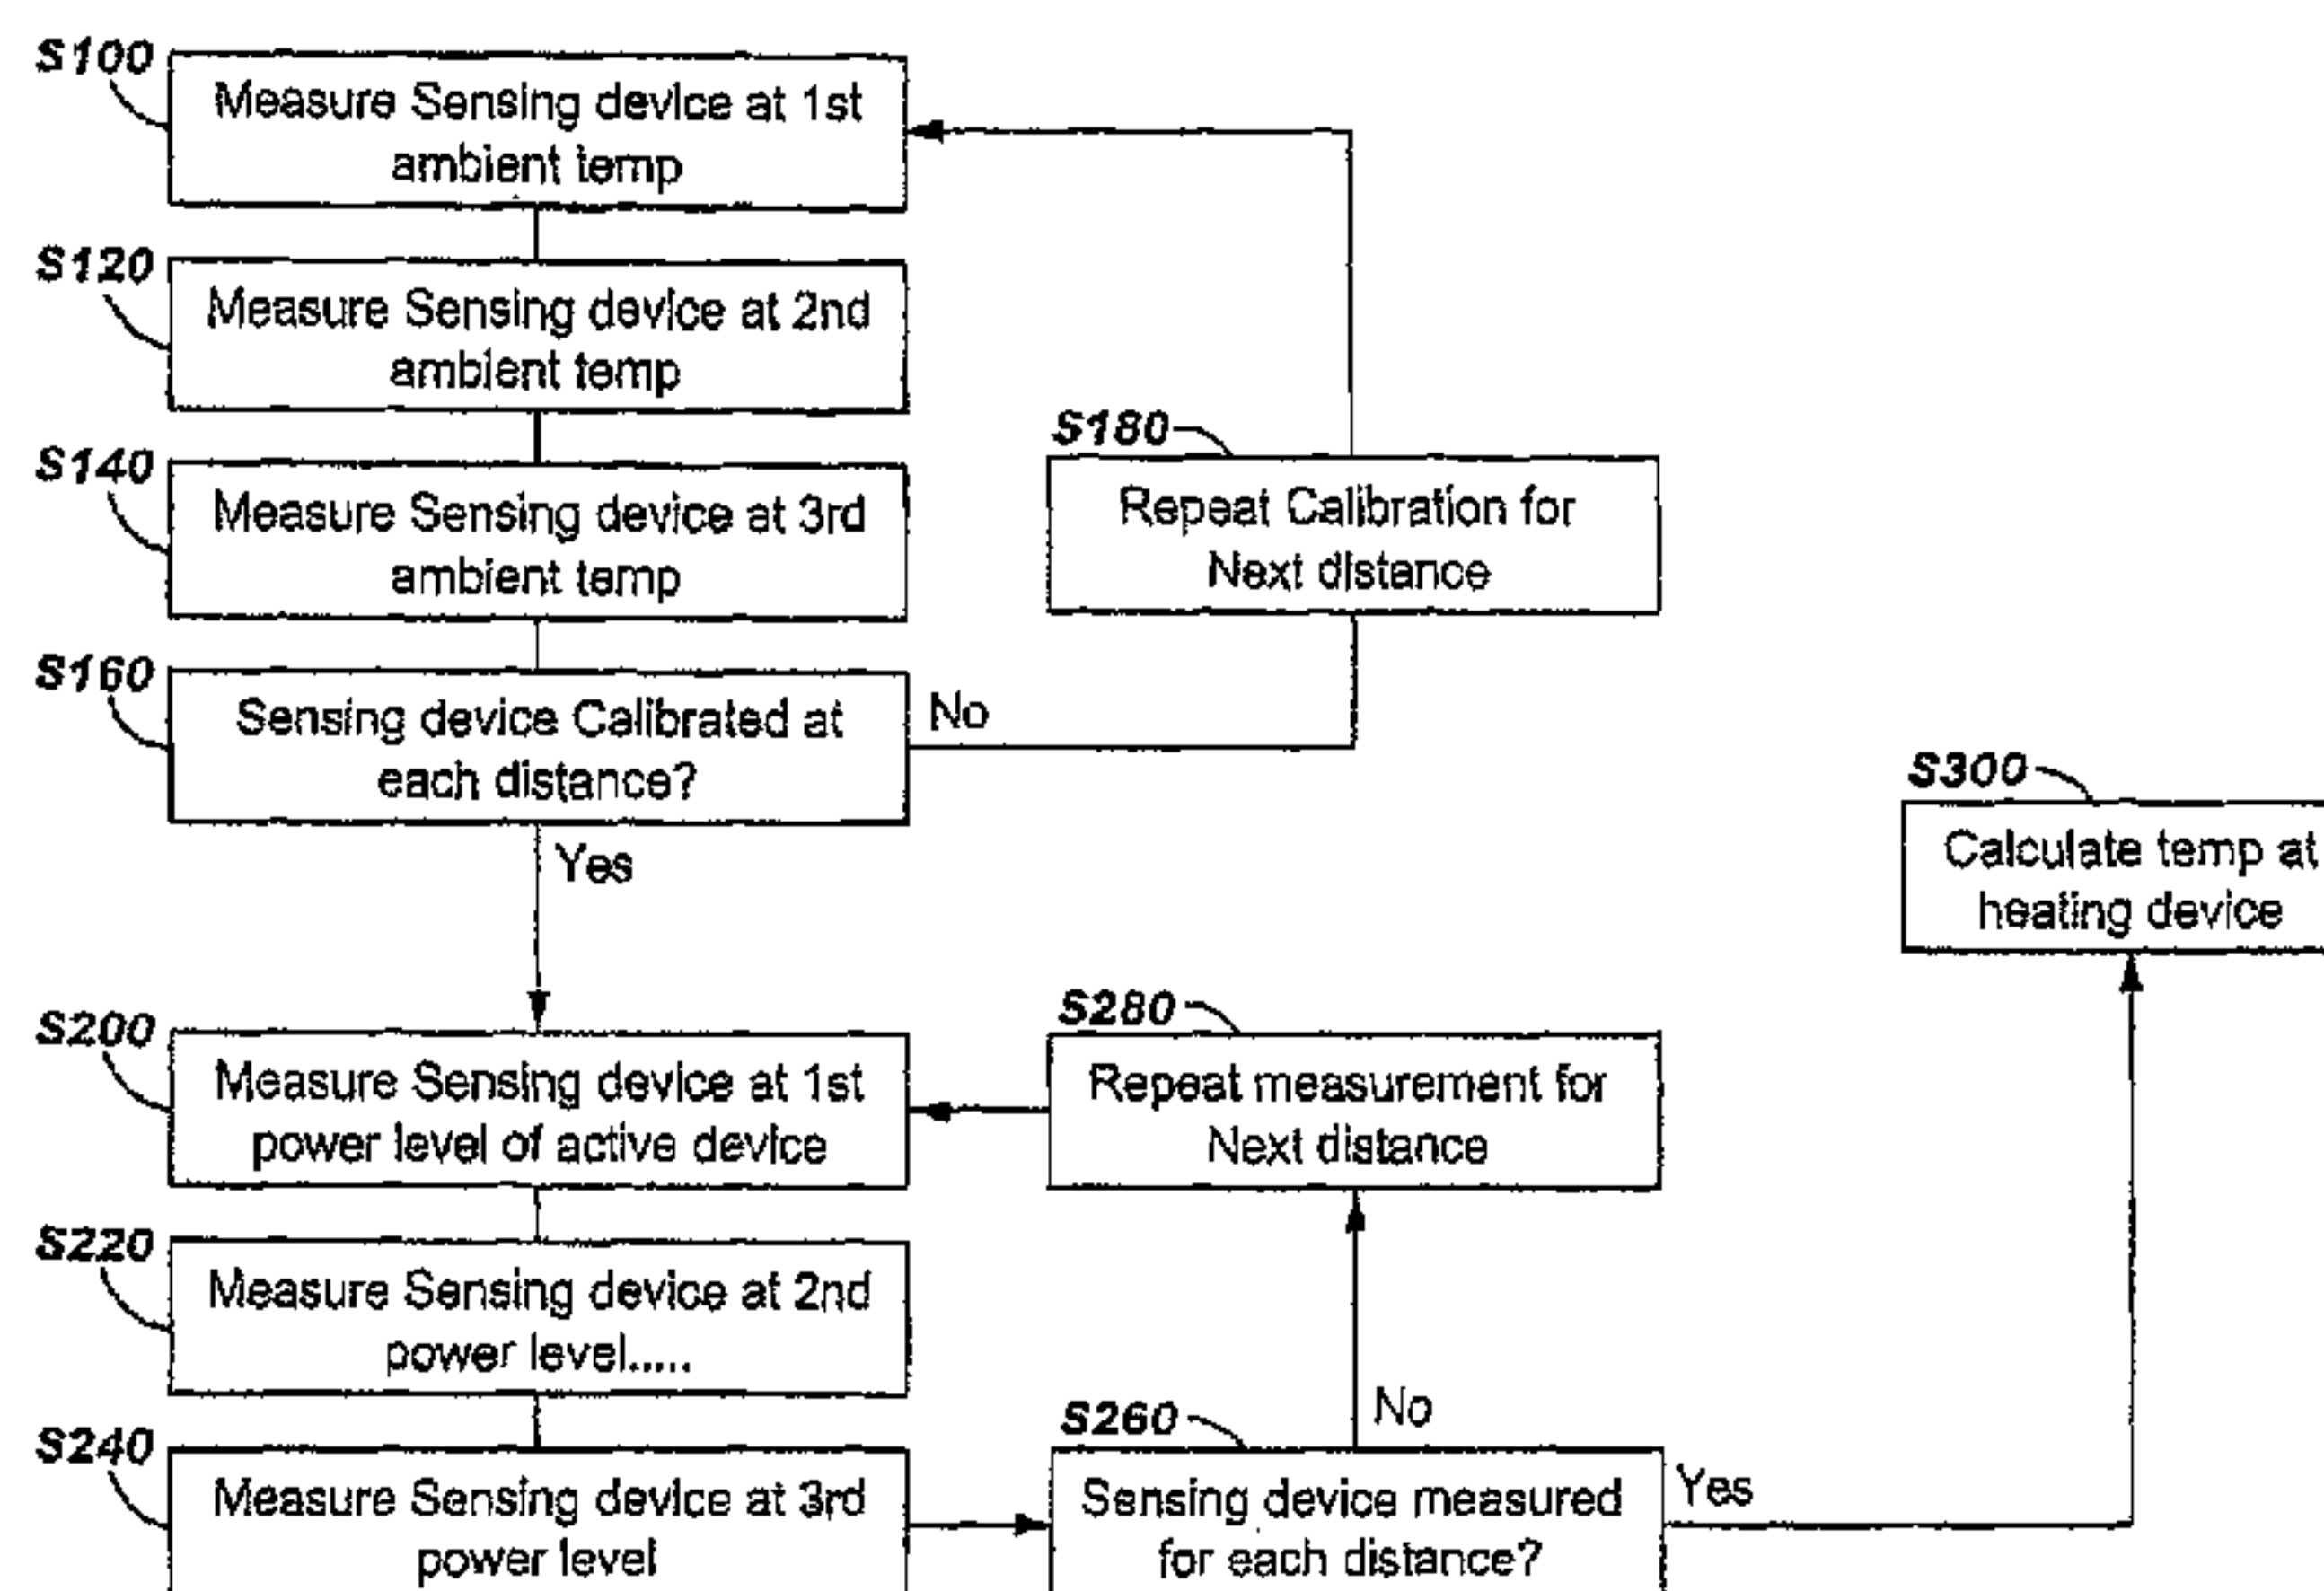 S100
Measure Sensing device at 1st
ambient temp
S120
Measure Sensing device at 2nd
ambient temp
S140
Measure Sensing device at 3rd
ambient temp
S180
Repeat Calibration for
Next distance
S160
Sensing device Calibrated at
each distance?
No
Yes
S300
Calculate temp at
heating device
S200
Measure Sensing device at 1st
power level of active device
S280
Repeat measurement for
Next distance
S220
Measure Sensing device at 2nd
power level.....
S240
Measure Sensing device at 3rd
power level
S260
Sensing device measured
for each distance?
No
Yes